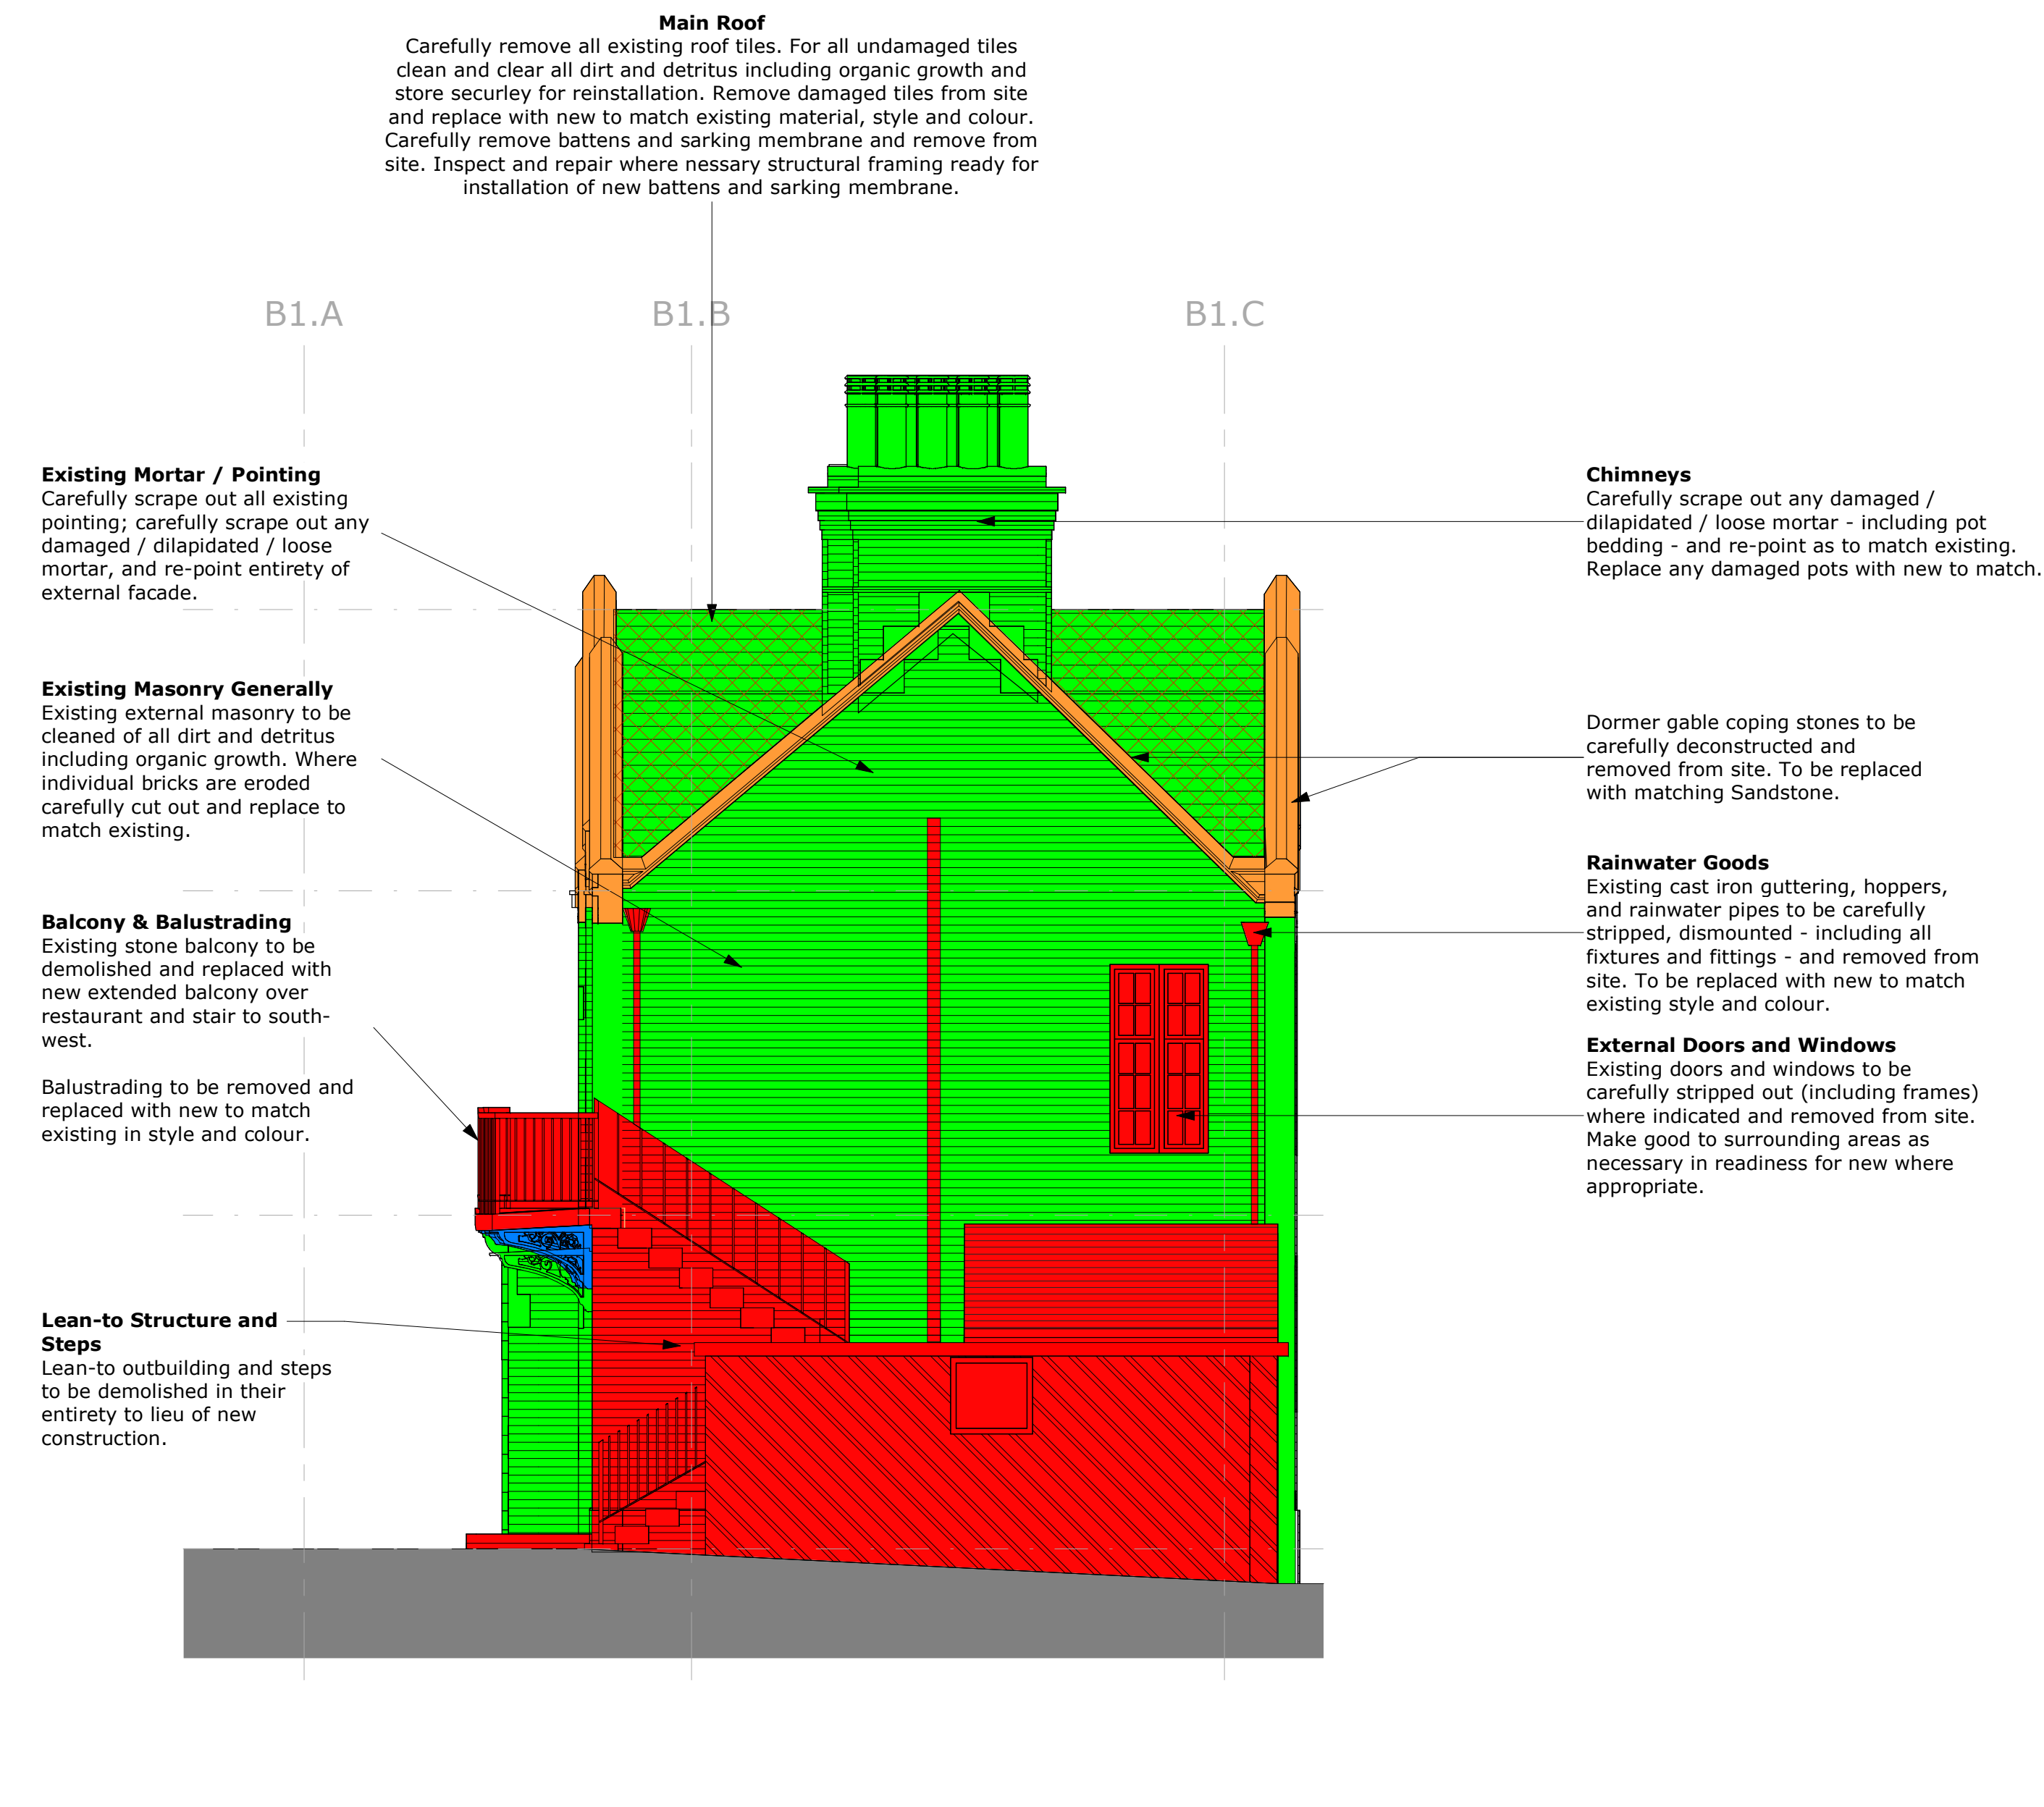 Main Roof
Carefully remove all existing roof tiles. For all undamaged tiles
clean and clear all dirt and detritus including organic growth and
store securley for reinstallation. Remove damaged tiles from site
and replace with new to match existing material, style and colour.
Carefully remove battens and sarking membrane and remove from
site. Inspect and repair where nessary structural framing ready for
installation of new battens and sarking membrane.
B1.A
B1.B
B1.C
Existing Mortar / Pointing
Carefully scrape out all existing
pointing; carefully scrape out any
damaged / dilapidated / loose
mortar, and re-point entirety of
external facade.
Existing Masonry Generally
Existing external masonry to be
cleaned of all dirt and detritus
including organic growth. Where
individual bricks are eroded
carefully cut out and replace to
match existing.
Balcony & Balustrading
Existing stone balcony to be
demolished and replaced with
new extended balcony over
restaurant and stair to south-
west.
Balustrading to be removed and
replaced with new to match
existing in style and colour.
Lean-to Structure and
Steps
Lean-to outbuilding and steps
to be demolished in their
entirety to lieu of new
construction.
Chimneys
Carefully scrape out any damaged /
dilapidated / loose mortar - including pot
bedding - and re-point as to match existing.
Replace any damaged pots with new to match.
Dormer gable coping stones to be
carefully deconstructed and
removed from site. To be replaced
with matching Sandstone.
Rainwater Goods
Existing cast iron guttering, hoppers,
and rainwater pipes to be carefully
stripped, dismounted - including all
fixtures and fittings - and removed from
site. To be replaced with new to match
existing style and colour.
External Doors and Windows
Existing doors and windows to be
carefully stripped out (including frames)
where indicated and removed from site.
Make good to surrounding areas as
necessary in readiness for new where
appropriate.